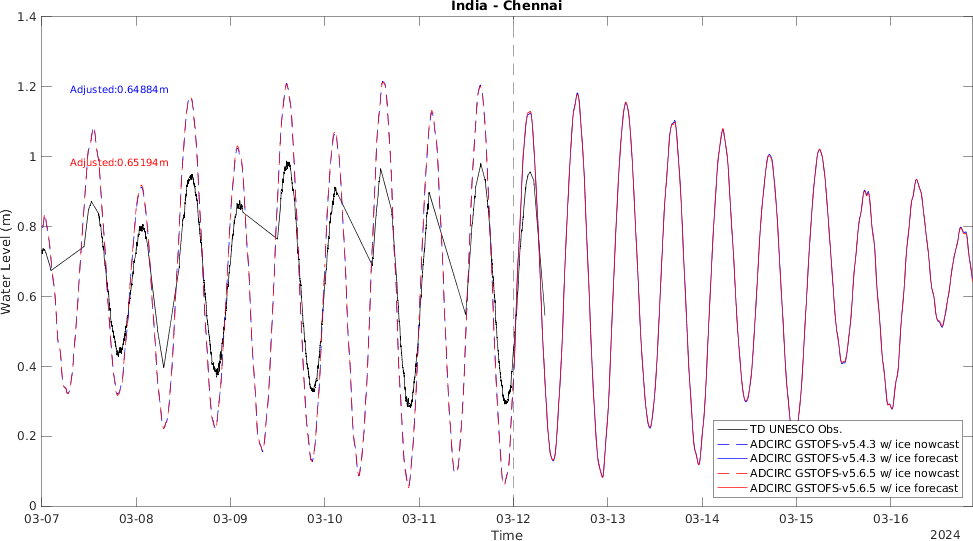 India - Chennai
1.4
1.2
1
0.8
0.6
0.4
0.2
0
Water Level (m)
Adjusted:0.64884m
Adjusted:0.65194m
TD UNESCO Obs.
ADCIRC GSTOFS-v5.4.3 w/ ice nowcast
ADCIRC GSTOFS-v5.4.3 w/ ice forecast
ADCIRC GSTOFS-v5.6.5 w/ ice nowcast
ADCIRC GSTOFS-v5.6.5 w/ ice forecast
03-07 03-08 03-09 03-10 03-11 03-12 03-13 03-14 03-15 03-16
Time
2024